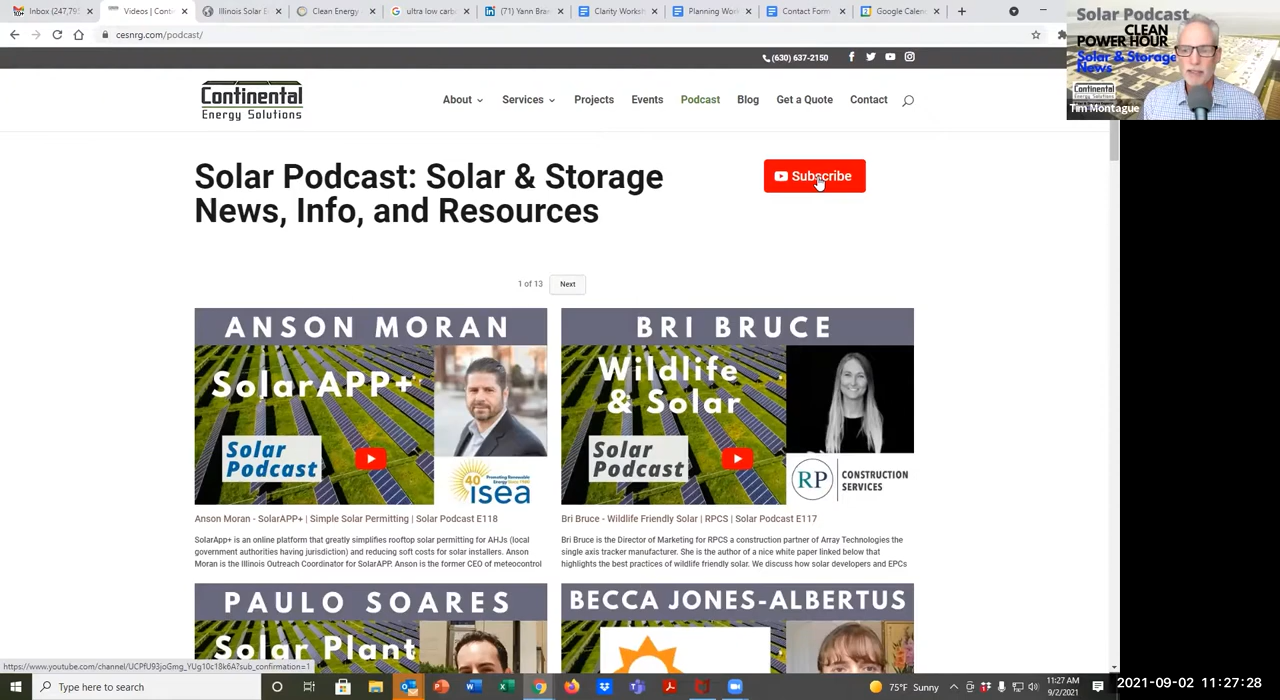 Inbox (247,79
Videos | Cont
Illinois Solar E
Clean Energy
ultra low carb
(71) Yann Bra
Clarity Worksh
Planning Work
Contact Form
Google Calen
cesnrg.com/podcast/
(630) 637-2150
Continental
Energy Solutions
About
Services
Projects
Events
Podcast
Blog
Get a Quote
Contact
Solar Podcast
CLEAN
POWER HOUR
Solar & Storage
News
Continental
Tim Montague
Solar Podcast: Solar & Storage
News, Info, and Resources
Subscribe
1 of 13
Next
ANSON MORAN
SolarAPP+
Solar
Podcast
40
Promoting Renewable
Energy Since 1980
isea
BRI BRUCE
Wildlife
& Solar
Solar
Podcast
RP
CONSTRUCTION
SERVICES
Anson Moran - SolarAPP+ | Simple Solar Permitting | Solar Podcast E118
SolarApp+ is an online platform that greatly simplifies rooftop solar permitting for AHJs (local
government authorities having jurisdiction) and reducing soft costs for solar installers. Anson
Moran is the Illinois Outreach Coordinator for SolarAPP. Anson is the former CEO of meteocontrol
Bri Bruce - Wildlife Friendly Solar | RPCS | Solar Podcast E117
Bri Bruce is the Director of Marketing for RPCS a construction partner of Array Technologies the
single axis tracker manufacturer. She is the author of a nice white paper linked below that
highlights the best practices of wildlife friendly solar. We discuss how solar developers and EPCs
PAULO SOARES
Solar Plant
BECCA JONES-ALBERTUS
https://www.youtube.com/channel/UCPfU93joGmg_YUg10c18k6A?sub_confirmation=1
Type here to search
75°F Sunny
11:27 AM
9/2/2021
2021-09-02 11:27:28